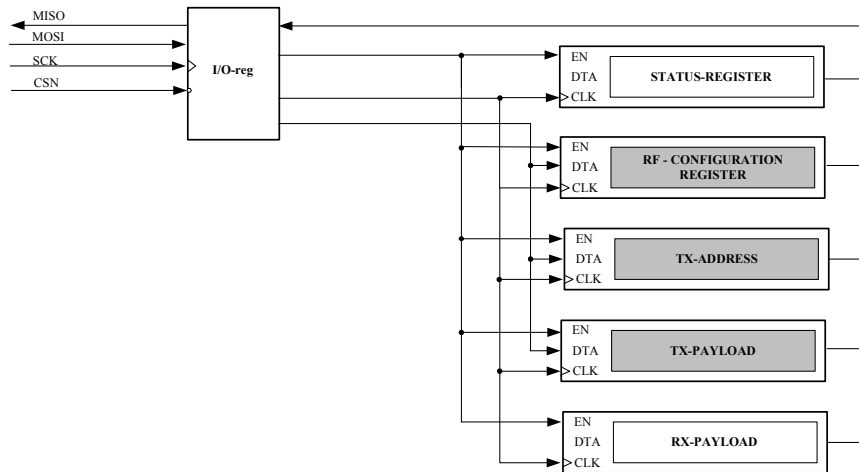 MISO
MOSI
SCK
CSN
I/O-reg
EN
DTA
CLK
STATUS-REGISTER
EN
DTA
CLK
RF - CONFIGURATION
REGISTER
EN
DTA
CLK
TX-ADDRESS
EN
DTA
CLK
TX-PAYLOAD
EN
DTA
CLK
RX-PAYLOAD